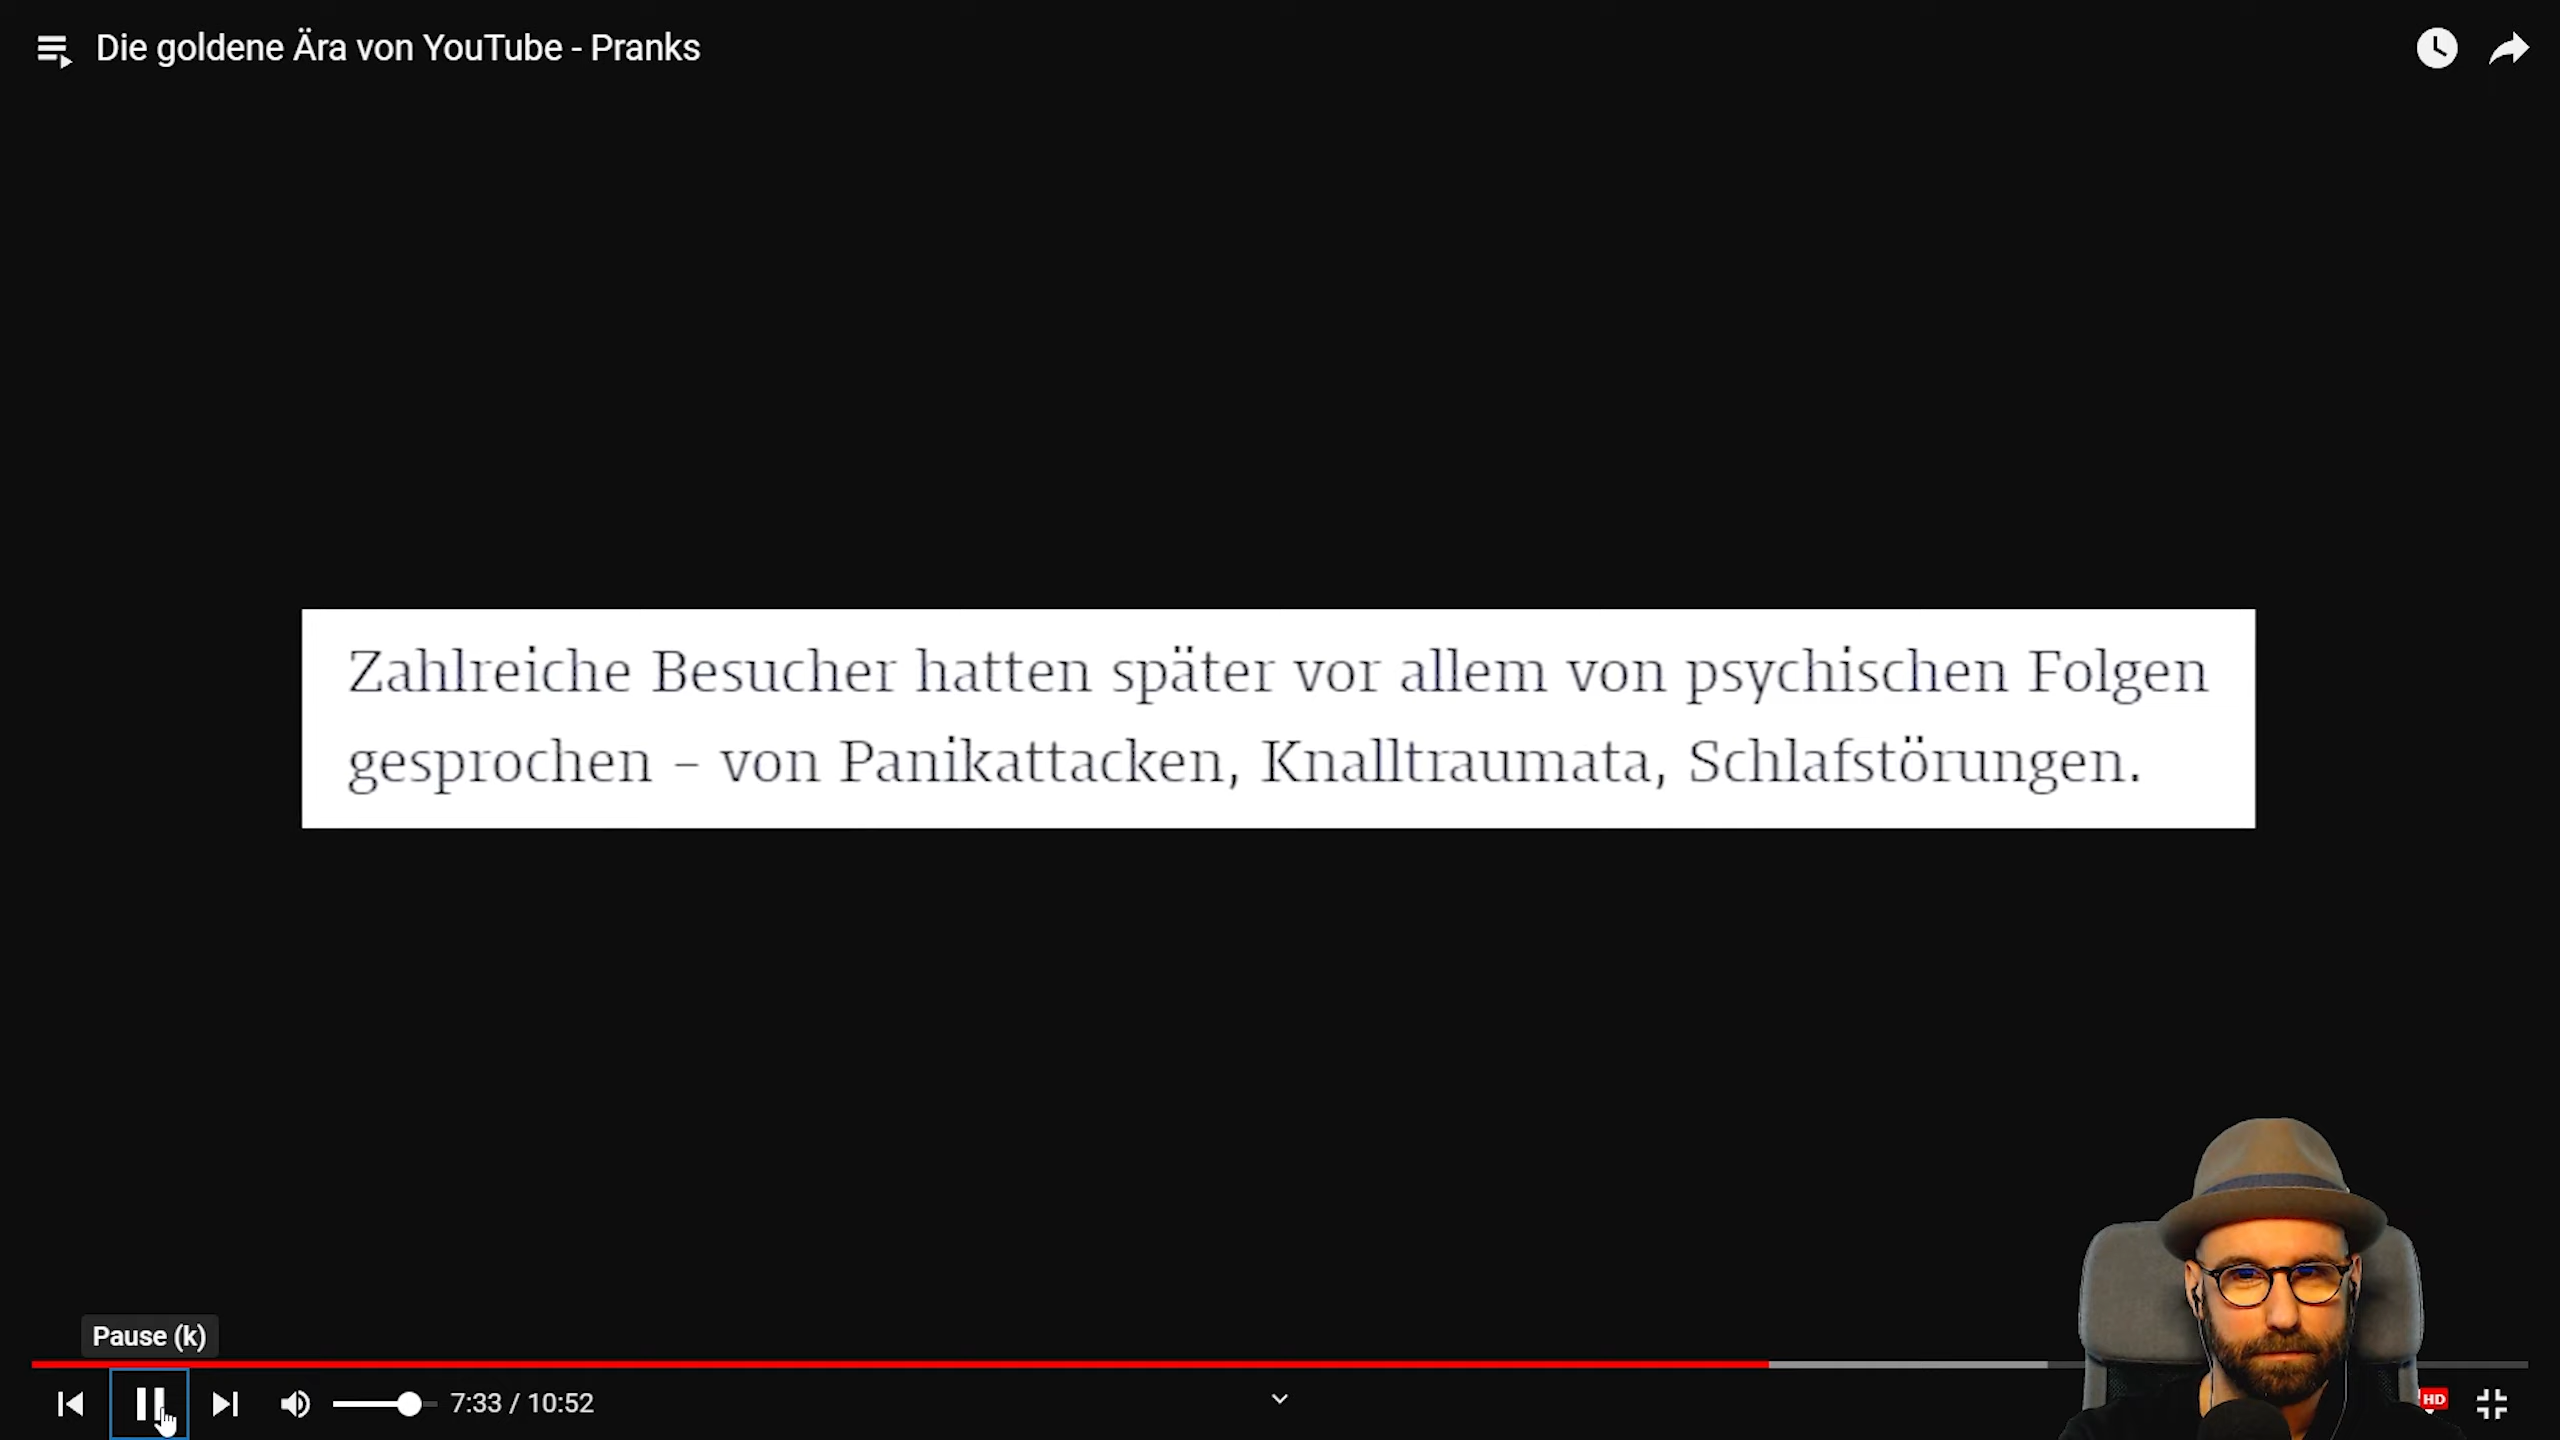 Die goldene Ära von YouTube - Pranks
Zahlreiche Besucher hatten später vor allem von psychischen Folgen
gesprochen – von Panikattacken, Knalltraumata, Schlafstörungen.
Pause (k)
7:33 / 10:52
HD